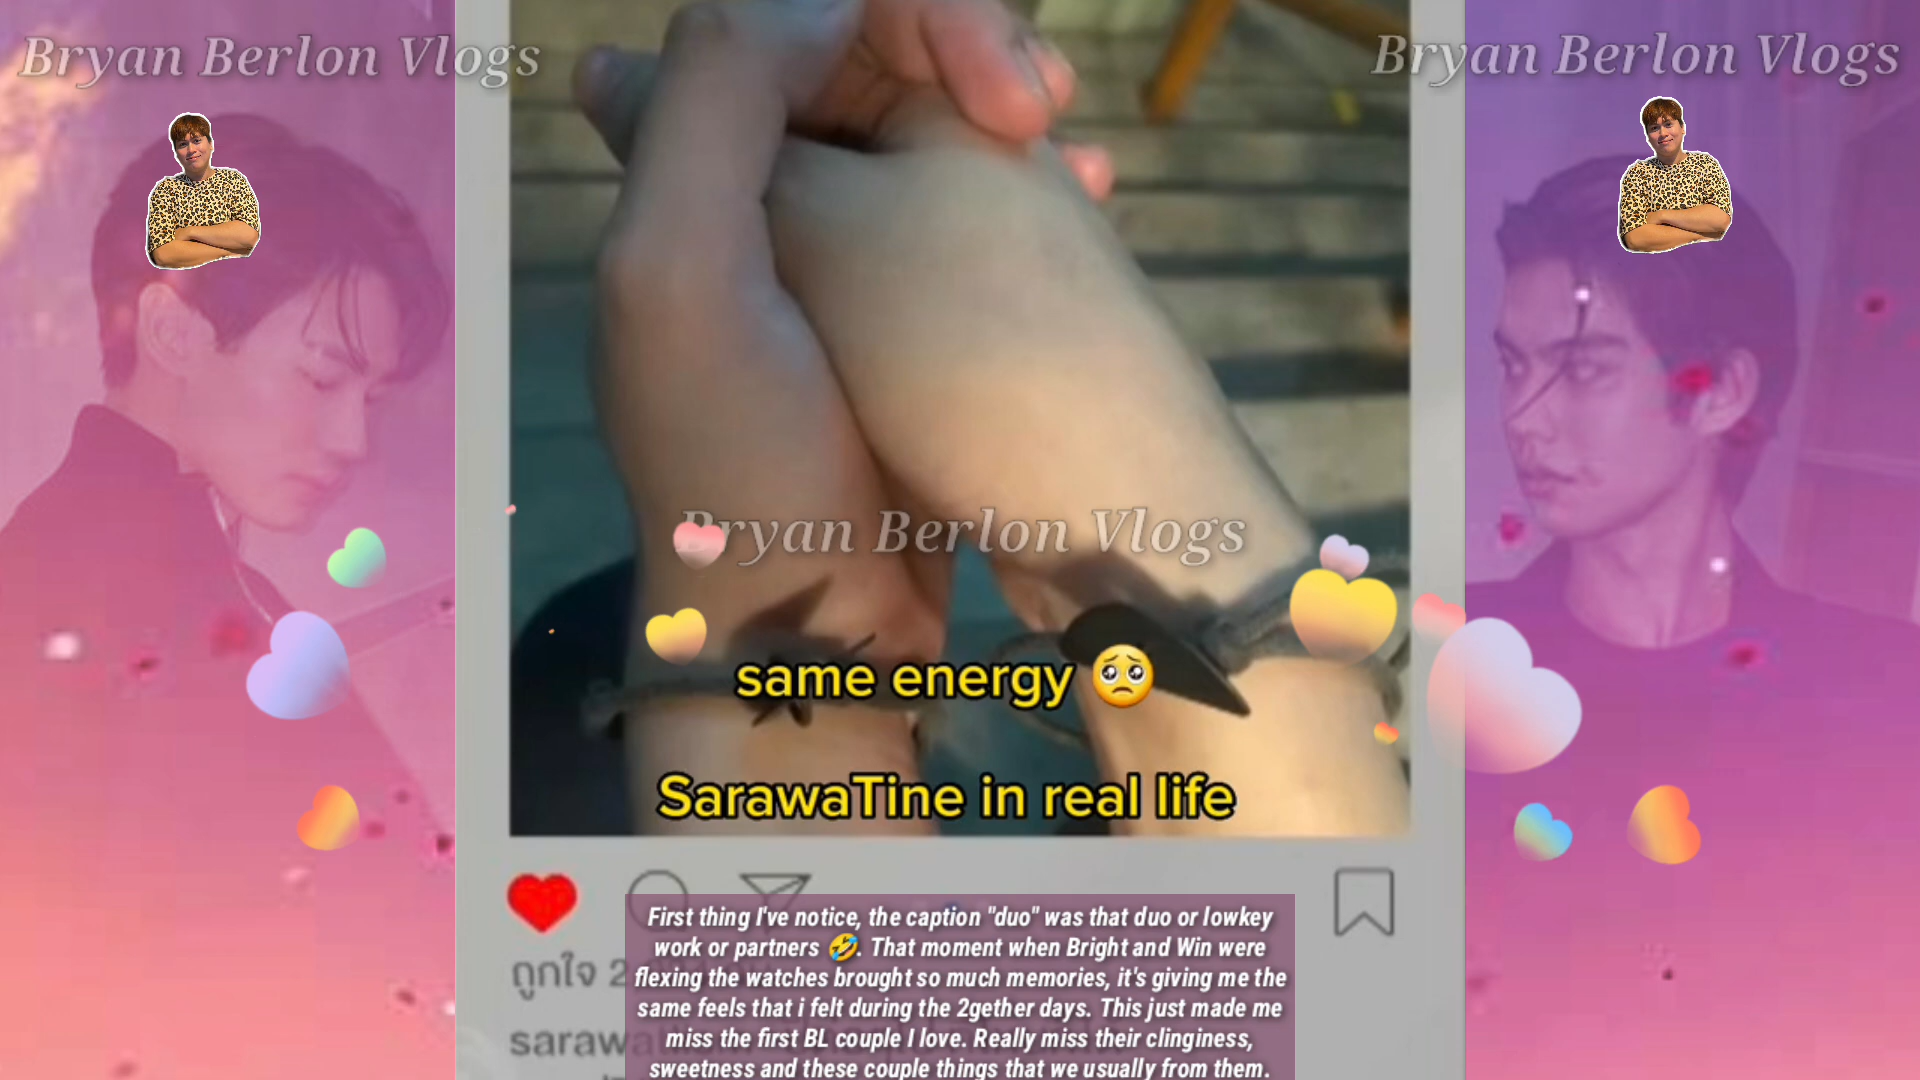 Bryan Berlon Vlogs
Bryan Berlon Vlogs
Bryan Berlon Vlogs
same energy 🥺
SarawaTine in real life
First thing I've notice, the caption "duo" was that duo or lowkey
work or partners 🤣. That moment when Bright and Win were
flexing the watches brought so much memories, it's giving me the
same feels that i felt during the 2gether days. This just made me
miss the first BL couple I love. Really miss their clinginess,
sweetness and these couple things that we usually from them.
ถูกใจ 2